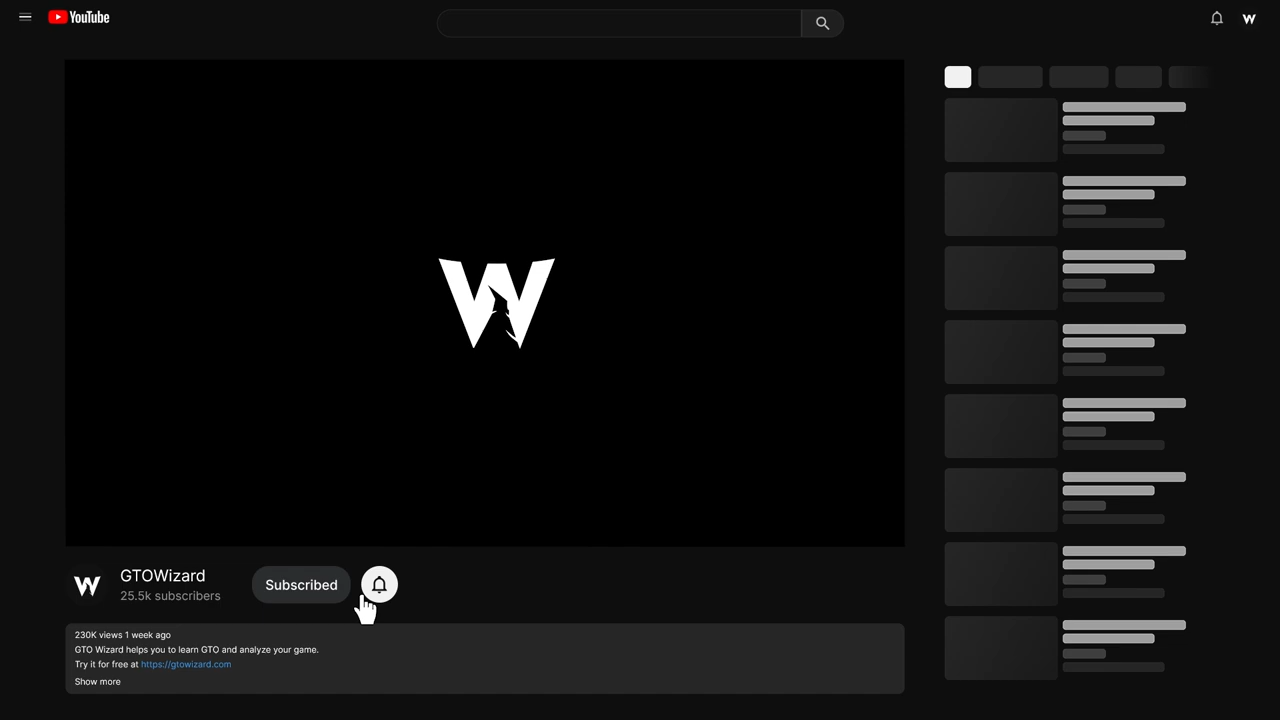 YouTube
W
W
W
GTOWizard
25.5k subscribers
Subscribed
230K views 1 week ago
GTO Wizard helps you to learn GTO and analyze your game.
Try it for free at https://gtowizard.com
Show more